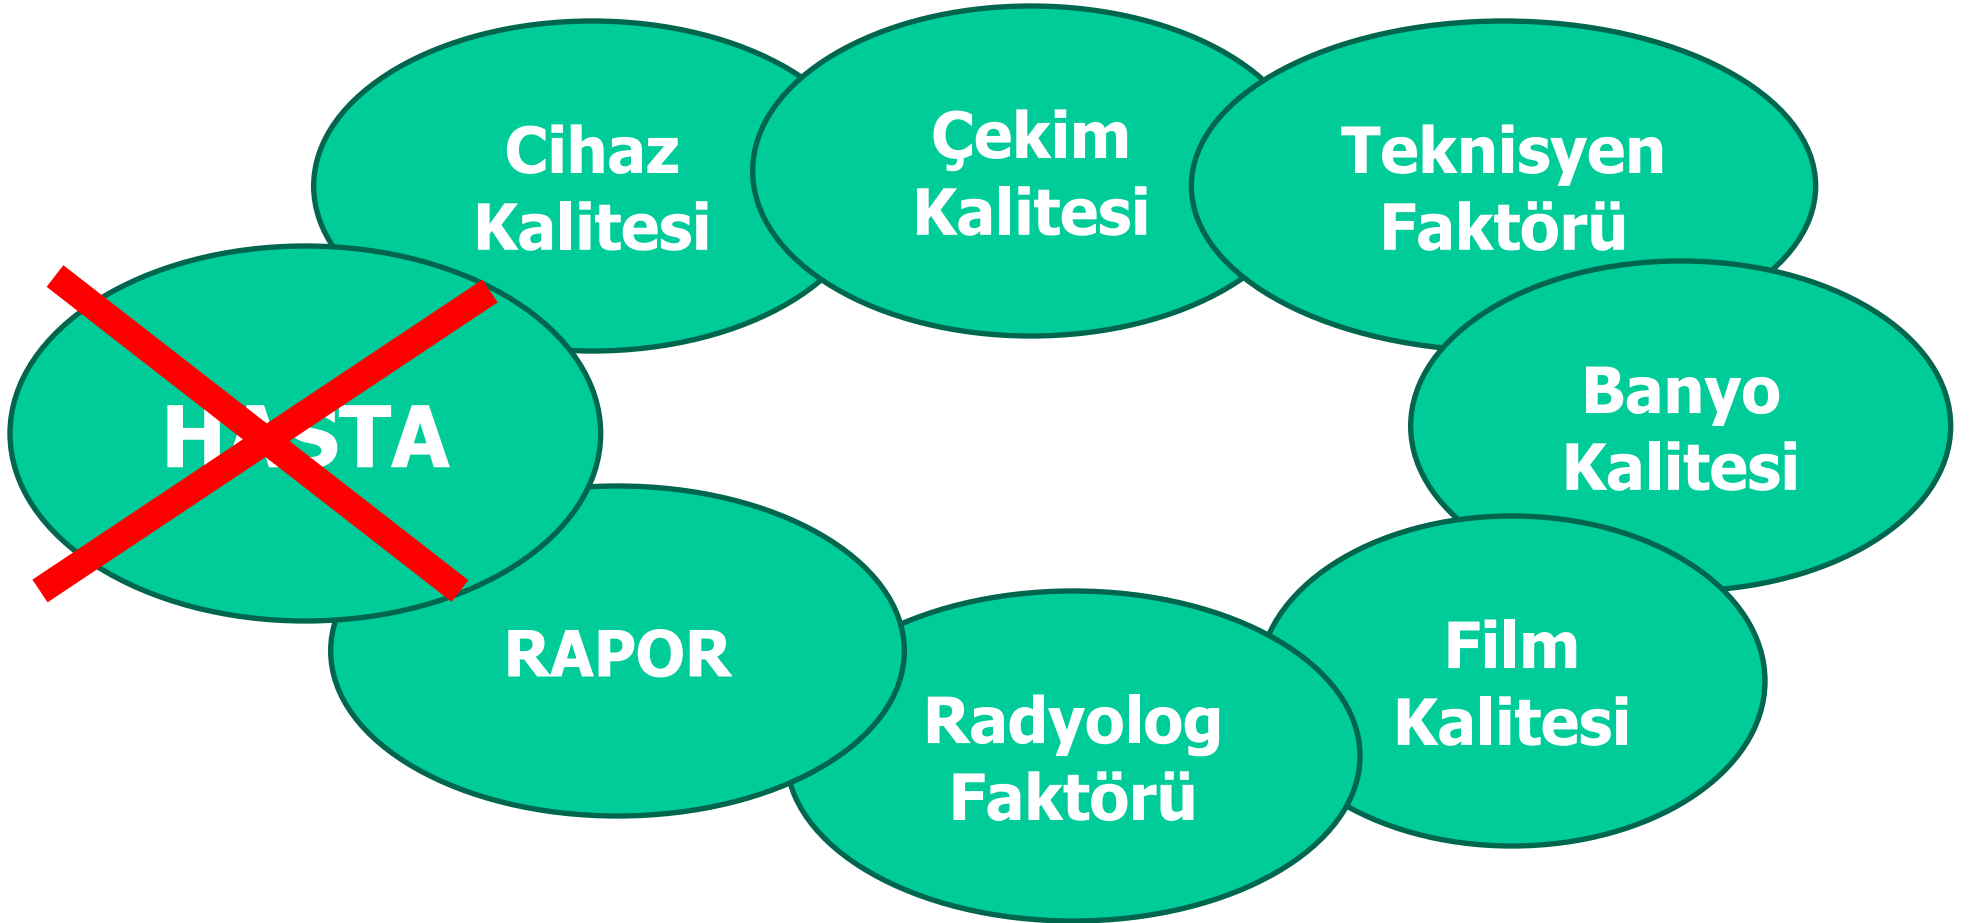 Cihaz
Kalitesi
Çekim
Kalitesi
Teknisyen
Faktörü
Banyo
Kalitesi
Film
Kalitesi
Radyolog
Faktörü
RAPOR
HASTA